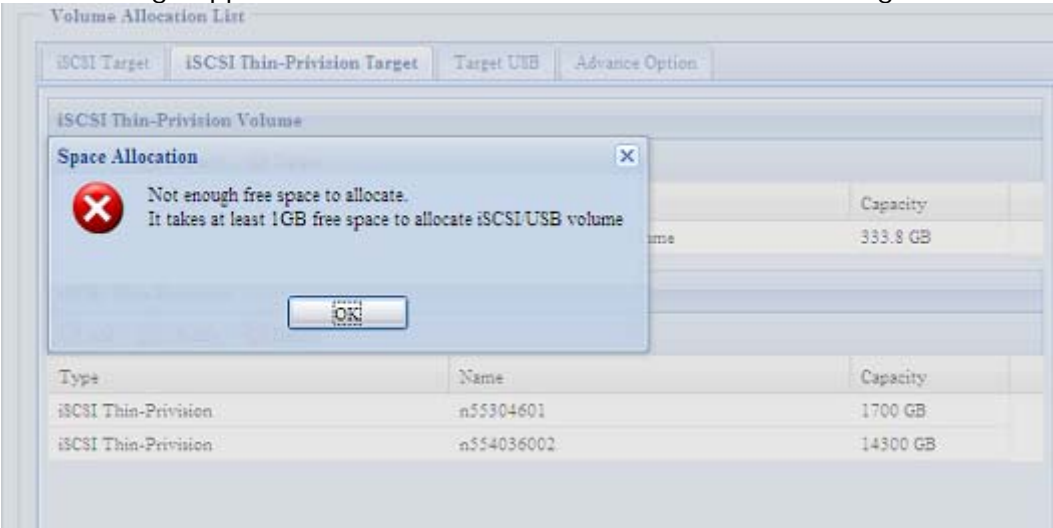 Volume Allocation List
iSCSI Target iSCSI Thin-Privision Target Target USB Advance Option
iSCSI Thin-Privision Volume
Space Allocation
Not enough free space to allocate.
It takes at least 1GB free space to allocate iSCSI/USB volume
OK
Capacity
ume 333.8 GB
Type Name Capacity
iSCSI Thin-Privision n55304601 1700 GB
iSCSI Thin-Privision n554036002 14300 GB